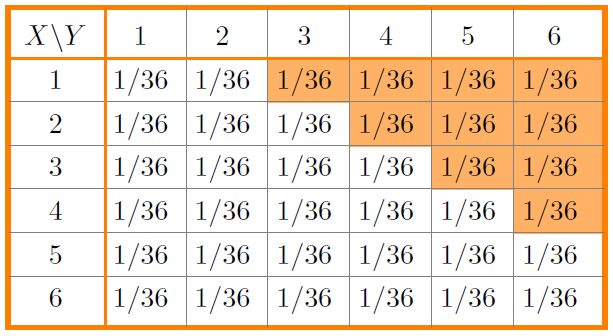 X\Y 1 2 3 4 5 6
1 1/36 1/36 1/36 1/36 1/36 1/36
2 1/36 1/36 1/36 1/36 1/36 1/36
3 1/36 1/36 1/36 1/36 1/36 1/36
4 1/36 1/36 1/36 1/36 1/36 1/36
5 1/36 1/36 1/36 1/36 1/36 1/36
6 1/36 1/36 1/36 1/36 1/36 1/36